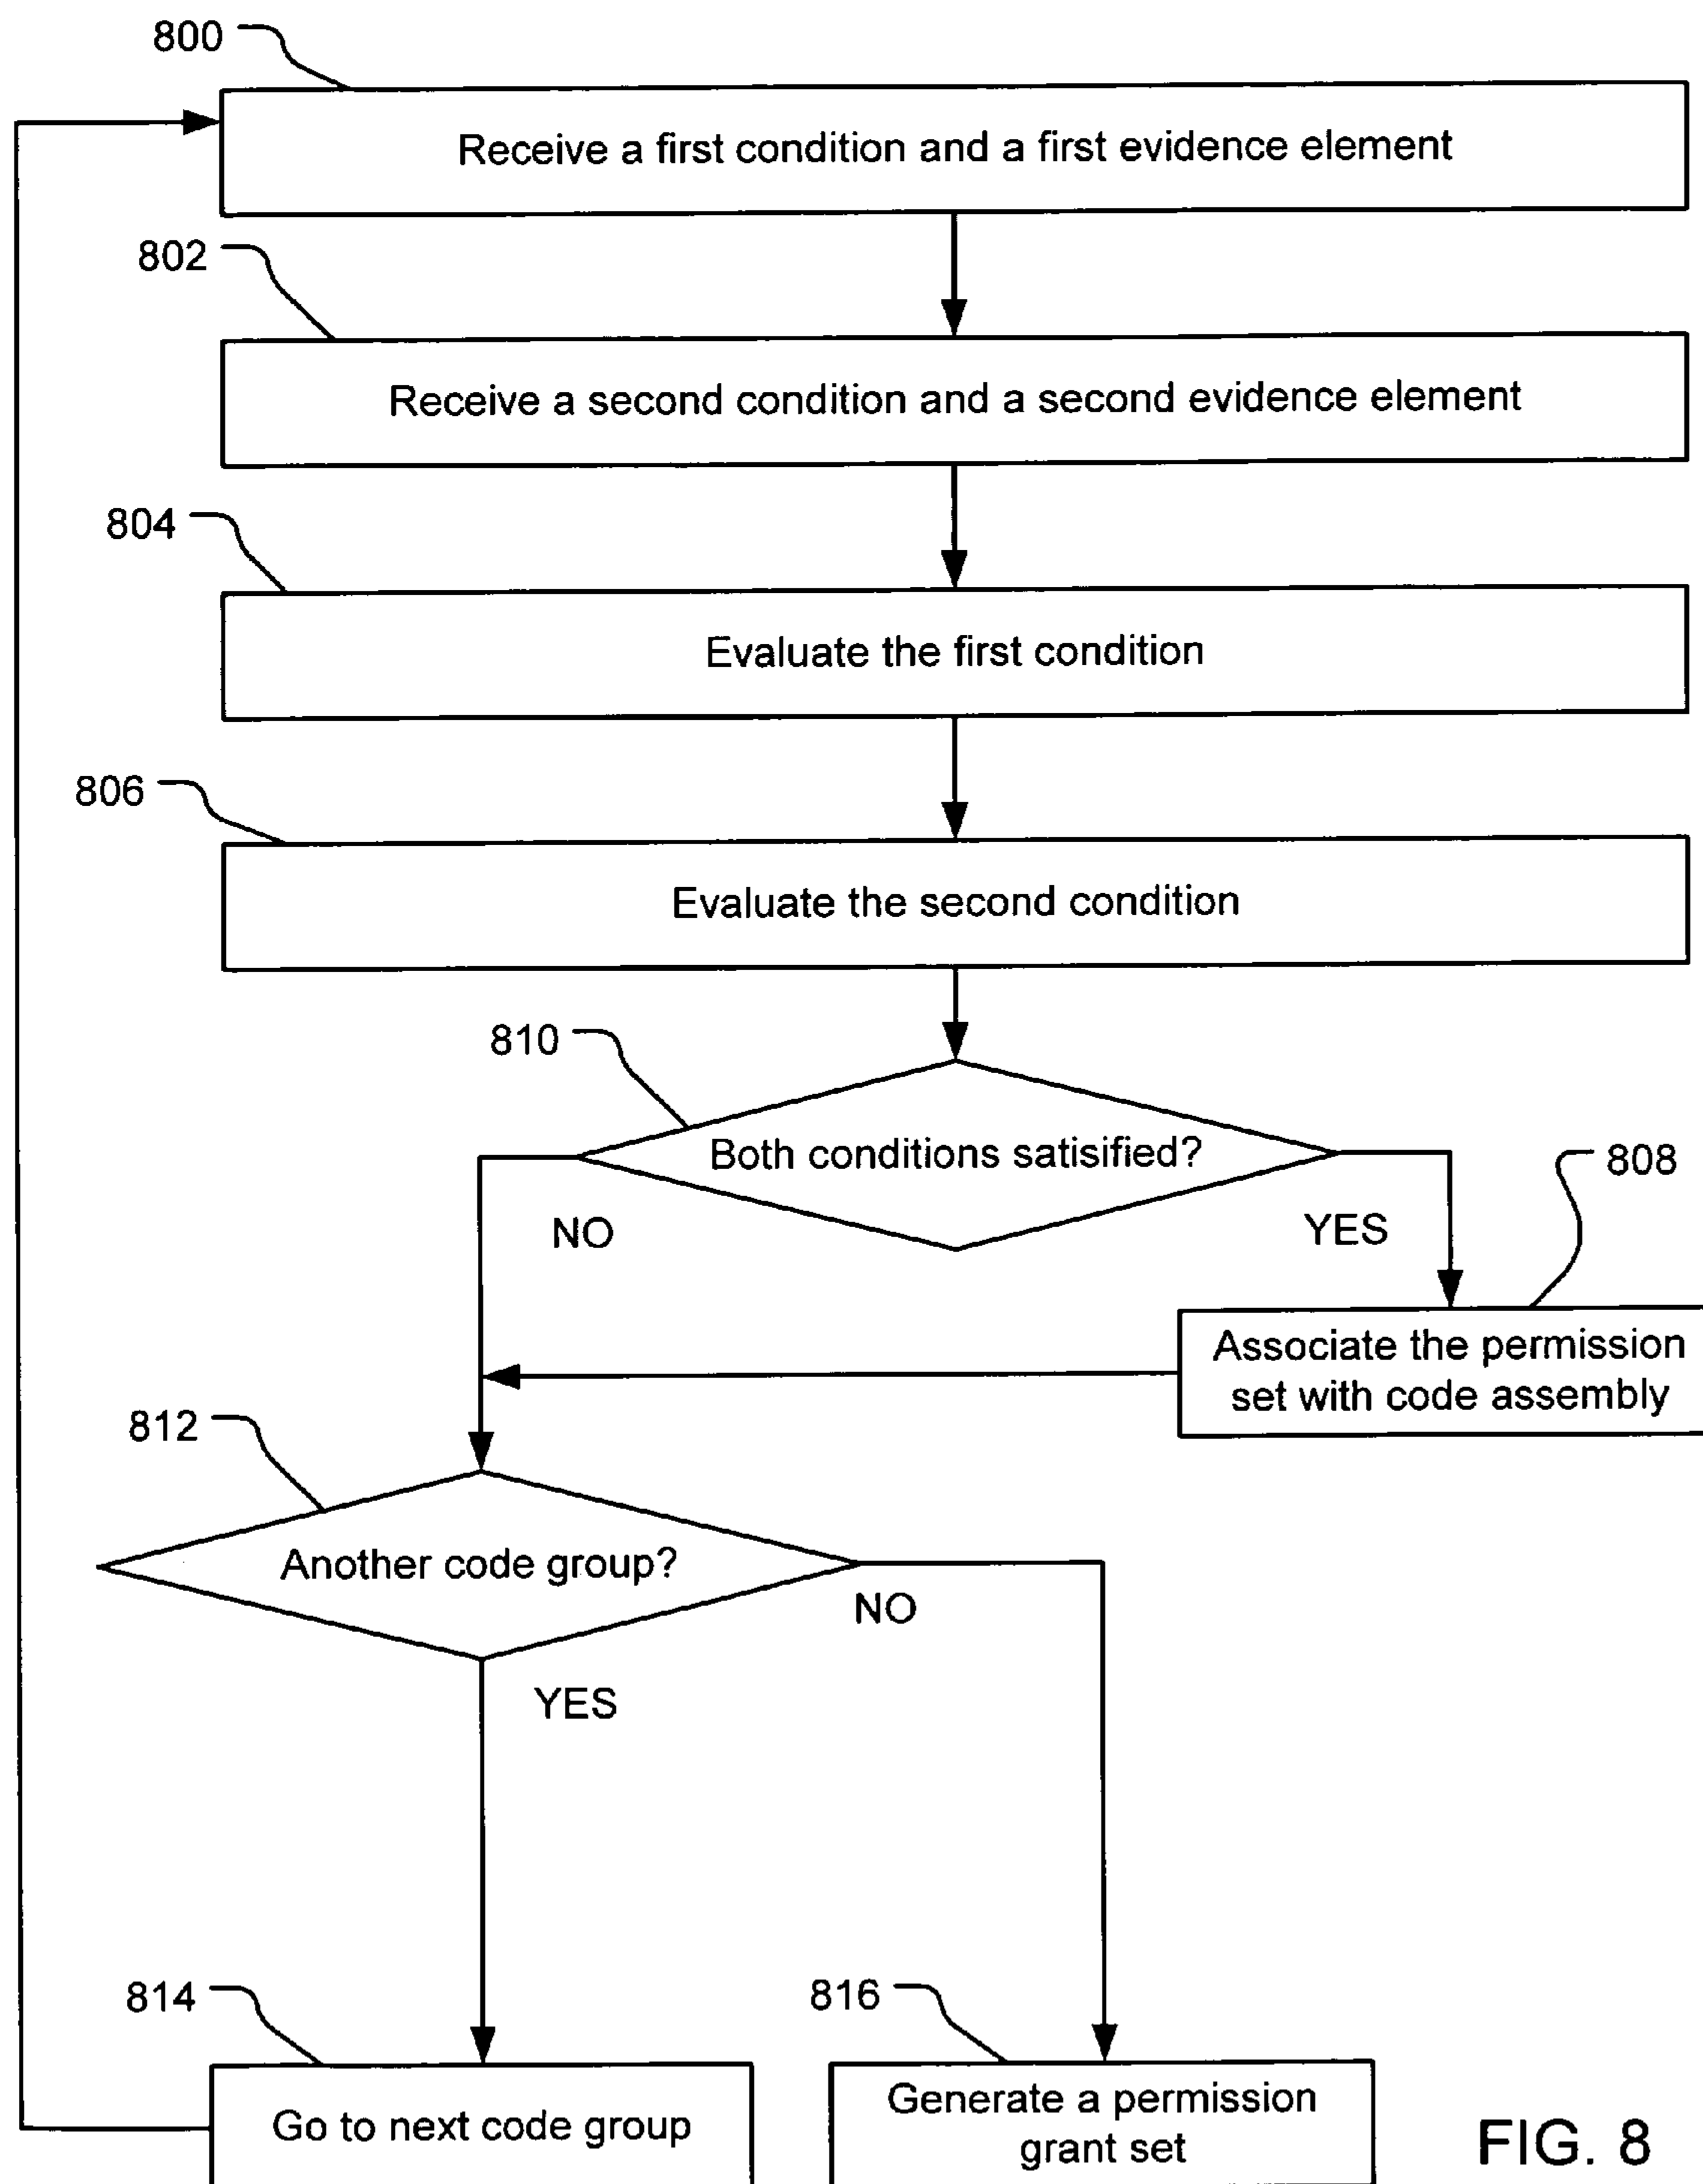 800
Receive a first condition and a first evidence element
802
Receive a second condition and a second evidence element
804
Evaluate the first condition
806
Evaluate the second condition
810
Both conditions satisified?
808
NO
YES
Associate the permission
set with code assembly
812
Another code group?
NO
YES
814
816
Go to next code group
Generate a permission
grant set
FIG. 8